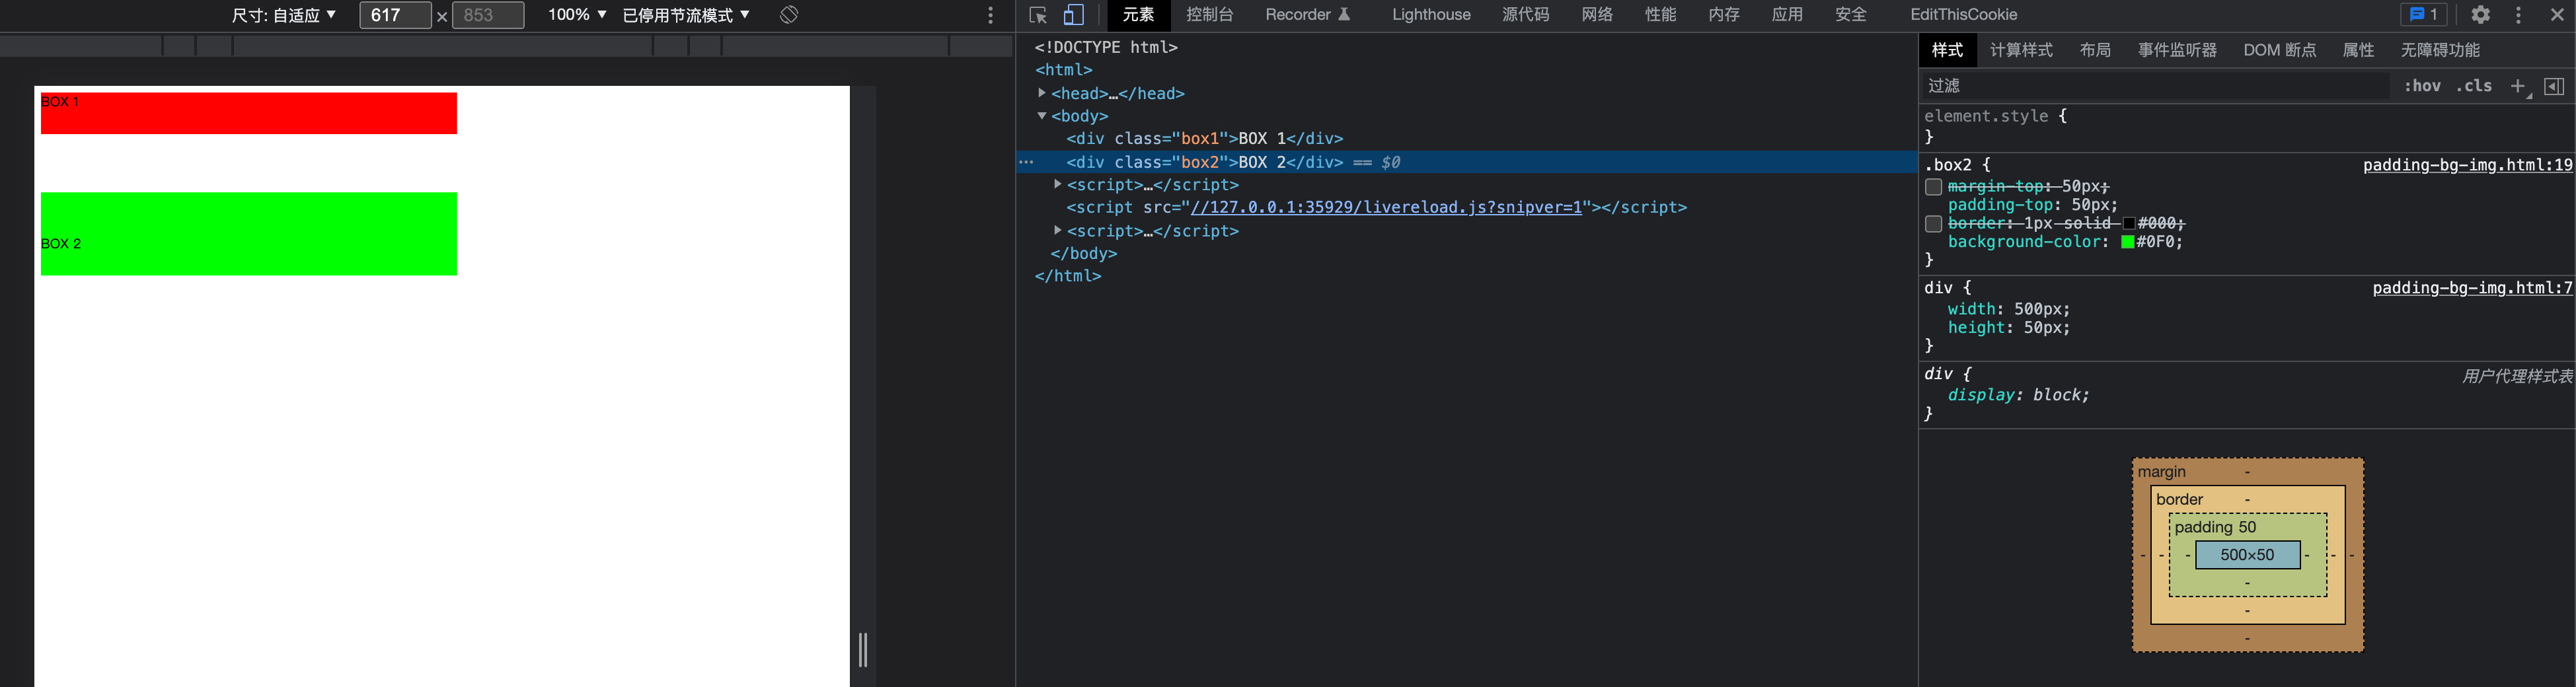 尺寸: 自适应 ▼ 617 × 853 100% ▼ 已停用节流模式 ▼
元素 控制台 Recorder Lighthouse 源代码 网络 性能 内存 应用 安全 EditThisCookie 1
BOX 1
BOX 2
<!DOCTYPE html>
<html>
<head>…</head>
<body>
<div class="box1">BOX 1</div>
<div class="box2">BOX 2</div> == $0
<script>…</script>
<script src="//127.0.0.1:35929/livereload.js?snipver=1"></script>
<script>…</script>
</body>
</html>
样式 计算样式 布局 事件监听器 DOM 断点 属性 无障碍功能
过滤 :hov .cls
element.style {
}
.box2 { padding-bg-img.html:19
margin-top: 50px;
padding-top: 50px;
border: 1px solid #000;
background-color: #0F0;
}
div { padding-bg-img.html:7
width: 500px;
height: 50px;
}
div { 用户代理样式表
display: block;
}
margin -
border -
padding 50
- - - 500×50 - - -
-
-
-